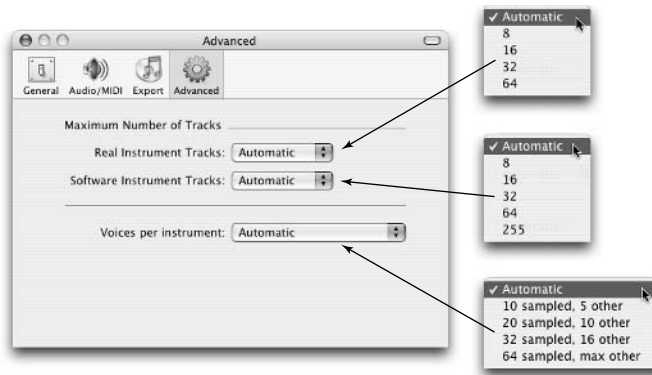 Advanced
General Audio/MIDI Export Advanced
Maximum Number of Tracks
Real Instrument Tracks: Automatic
Software Instrument Tracks: Automatic
Voices per instrument: Automatic
✓ Automatic
8
16
32
64
✓ Automatic
8
16
32
64
255
✓ Automatic
10 sampled, 5 other
20 sampled, 10 other
32 sampled, 16 other
64 sampled, max other